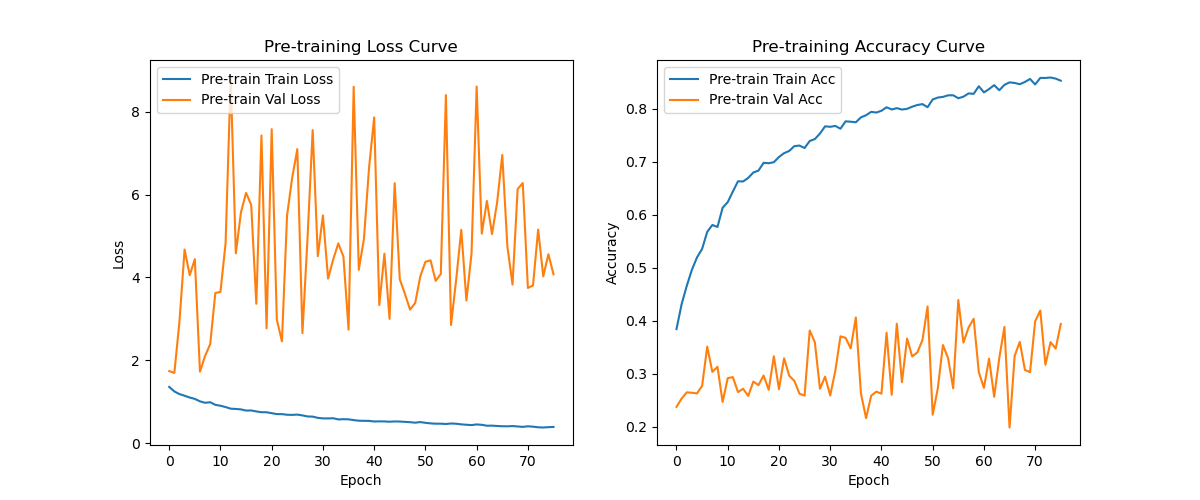 Pre-training Loss Curve
Pre-train Train Loss
Pre-train Val Loss
8
6
4
2
0
Loss
0 10 20 30 40 50 60 70
Epoch
Pre-training Accuracy Curve
Pre-train Train Acc
Pre-train Val Acc
0.8
0.7
0.6
0.5
0.4
0.3
0.2
Accuracy
0 10 20 30 40 50 60 70
Epoch